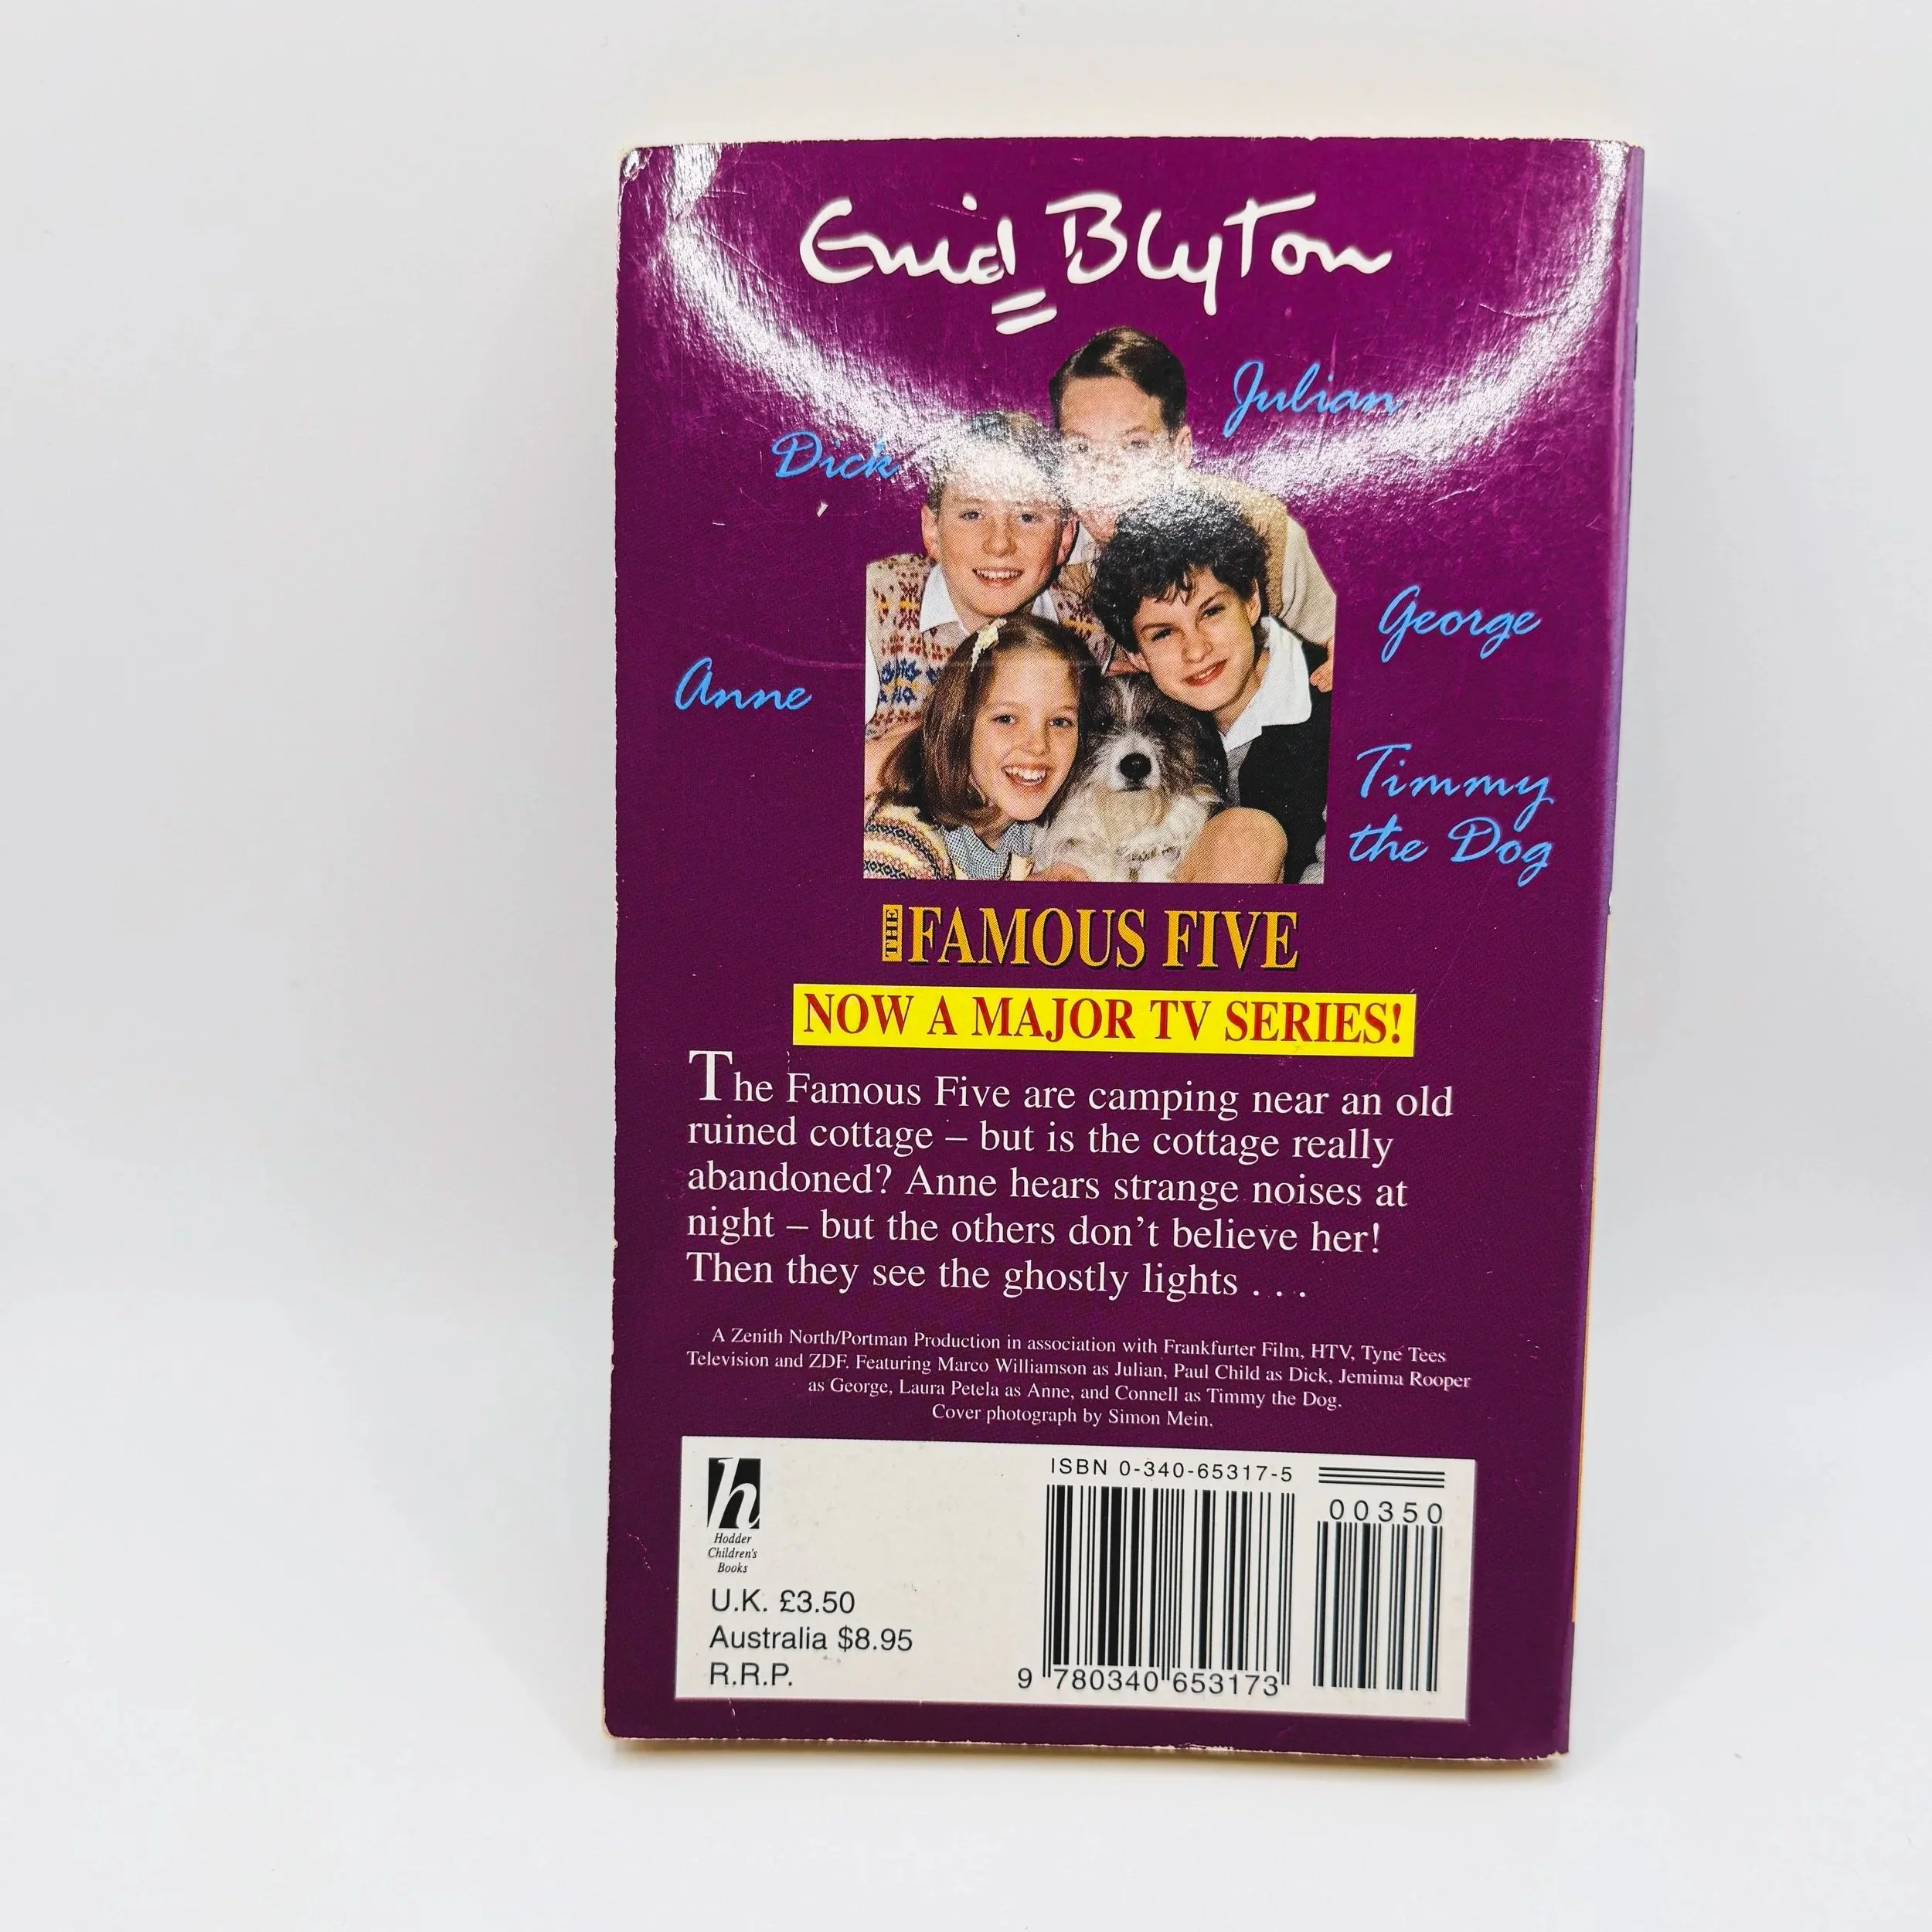 Enid Blyton
Julian
Dick
George
Anne
Timmy
the Dog
THE FAMOUS FIVE
NOW A MAJOR TV SERIES!
The Famous Five are camping near an old
ruined cottage – but is the cottage really
abandoned? Anne hears strange noises at
night – but the others don't believe her!
Then they see the ghostly lights . . .
A Zenith North/Portman Production in association with Frankfurter Film, HTV, Tyne Tees
Television and ZDF. Featuring Marco Williamson as Julian, Paul Child as Dick, Jemima Rooper
as George, Laura Petela as Anne, and Connell as Timmy the Dog.
Cover photograph by Simon Mein.
h
Hodder
Children's
Books
U.K. £3.50
Australia $8.95
R.R.P.
ISBN 0-340-65317-5
00350
9 780340 653173